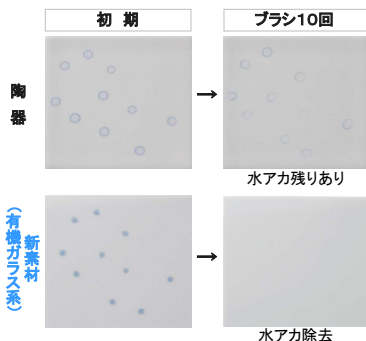 初 期
ブラシ10回
陶器
水アカ残りあり
新素材
(有機ガラス系)
水アカ除去